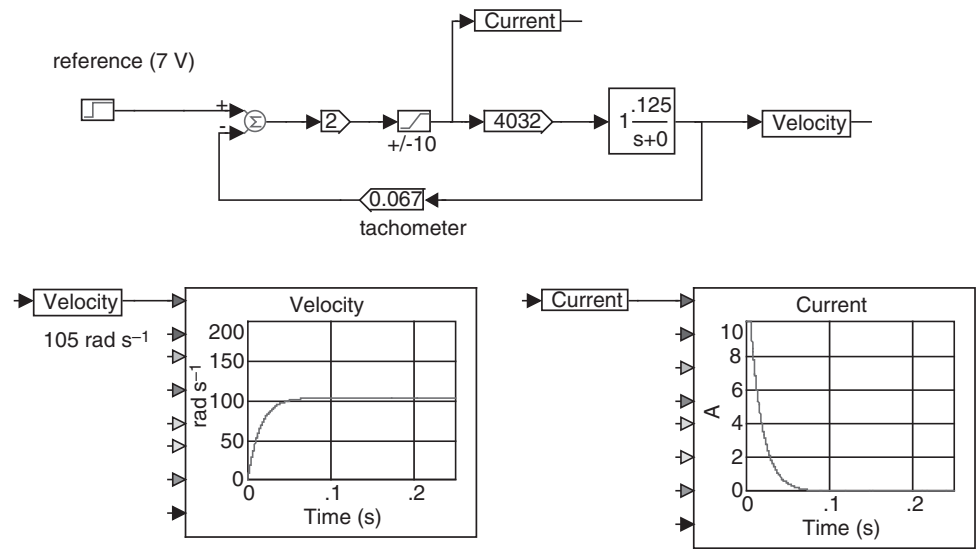 Current
reference (7 V)
+
-
Σ
2
+/-10
4032
1 .125
s+0
Velocity
0.067
tachometer
Velocity
105 rad s⁻¹
Velocity
rad s⁻¹
200
150
100
50
0
0 .1 .2
Time (s)
Current
Current
A
10
8
6
4
2
0
0 .1 .2
Time (s)